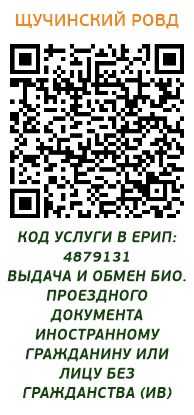 ЩУЧИНСКИЙ РОВД
КОД УСЛУГИ В ЕРИП:
4879131
ВЫДАЧА И ОБМЕН БИО.
ПРОЕЗДНОГО
ДОКУМЕНТА
ИНОСТРАННОМУ
ГРАЖДАНИНУ ИЛИ
ЛИЦУ БЕЗ
ГРАЖДАНСТВА (ИВ)